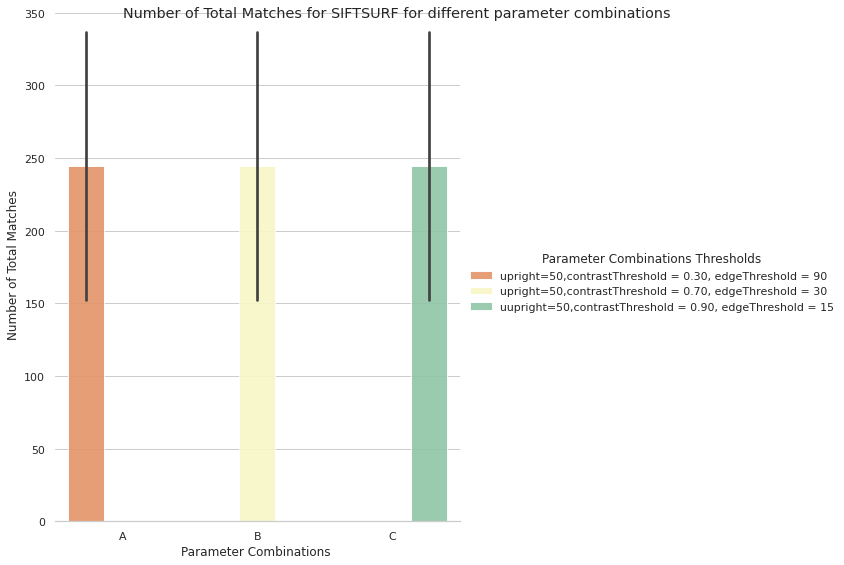 Number of Total Matches for SIFTSURF for different parameter combinations
350
300
250
200
150
100
50
0
Number of Total Matches
A B C
Parameter Combinations
Parameter Combinations Thresholds
upright=50,contrastThreshold = 0.30, edgeThreshold = 90
upright=50,contrastThreshold = 0.70, edgeThreshold = 30
uupright=50,contrastThreshold = 0.90, edgeThreshold = 15